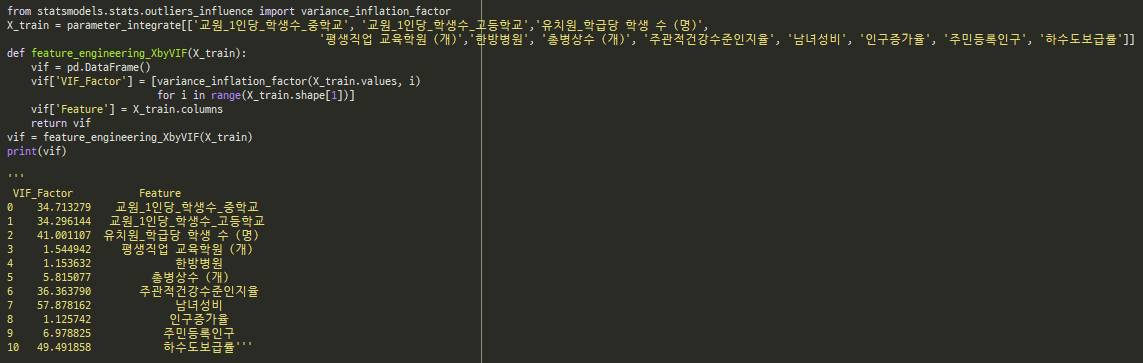 from statsmodels.stats.outliers_influence import variance_inflation_factor
X_train = parameter_integrate[['교원_1인당_학생수_중학교', '교원_1인당_학생수_고등학교','유치원_학급당 학생 수 (명)',
'평생직업 교육학원 (개)','한방병원', '총병상수 (개)', '주관적건강수준인지율', '남녀성비', '인구증가율', '주민등록인구', '하수도보급률']]
def feature_engineering_XbyVIF(X_train):
vif = pd.DataFrame()
vif['VIF_Factor'] = [variance_inflation_factor(X_train.values, i)
for i in range(X_train.shape[1])]
vif['Feature'] = X_train.columns
return vif
vif = feature_engineering_XbyVIF(X_train)
print(vif)
'''
VIF_Factor Feature
0 34.713279 교원_1인당_학생수_중학교
1 34.296144 교원_1인당_학생수_고등학교
2 41.001107 유치원_학급당 학생 수 (명)
3 1.544942 평생직업 교육학원 (개)
4 1.153632 한방병원
5 5.815077 총병상수 (개)
6 36.363790 주관적건강수준인지율
7 57.878162 남녀성비
8 1.125742 인구증가율
9 6.978825 주민등록인구
10 49.491858 하수도보급률'''